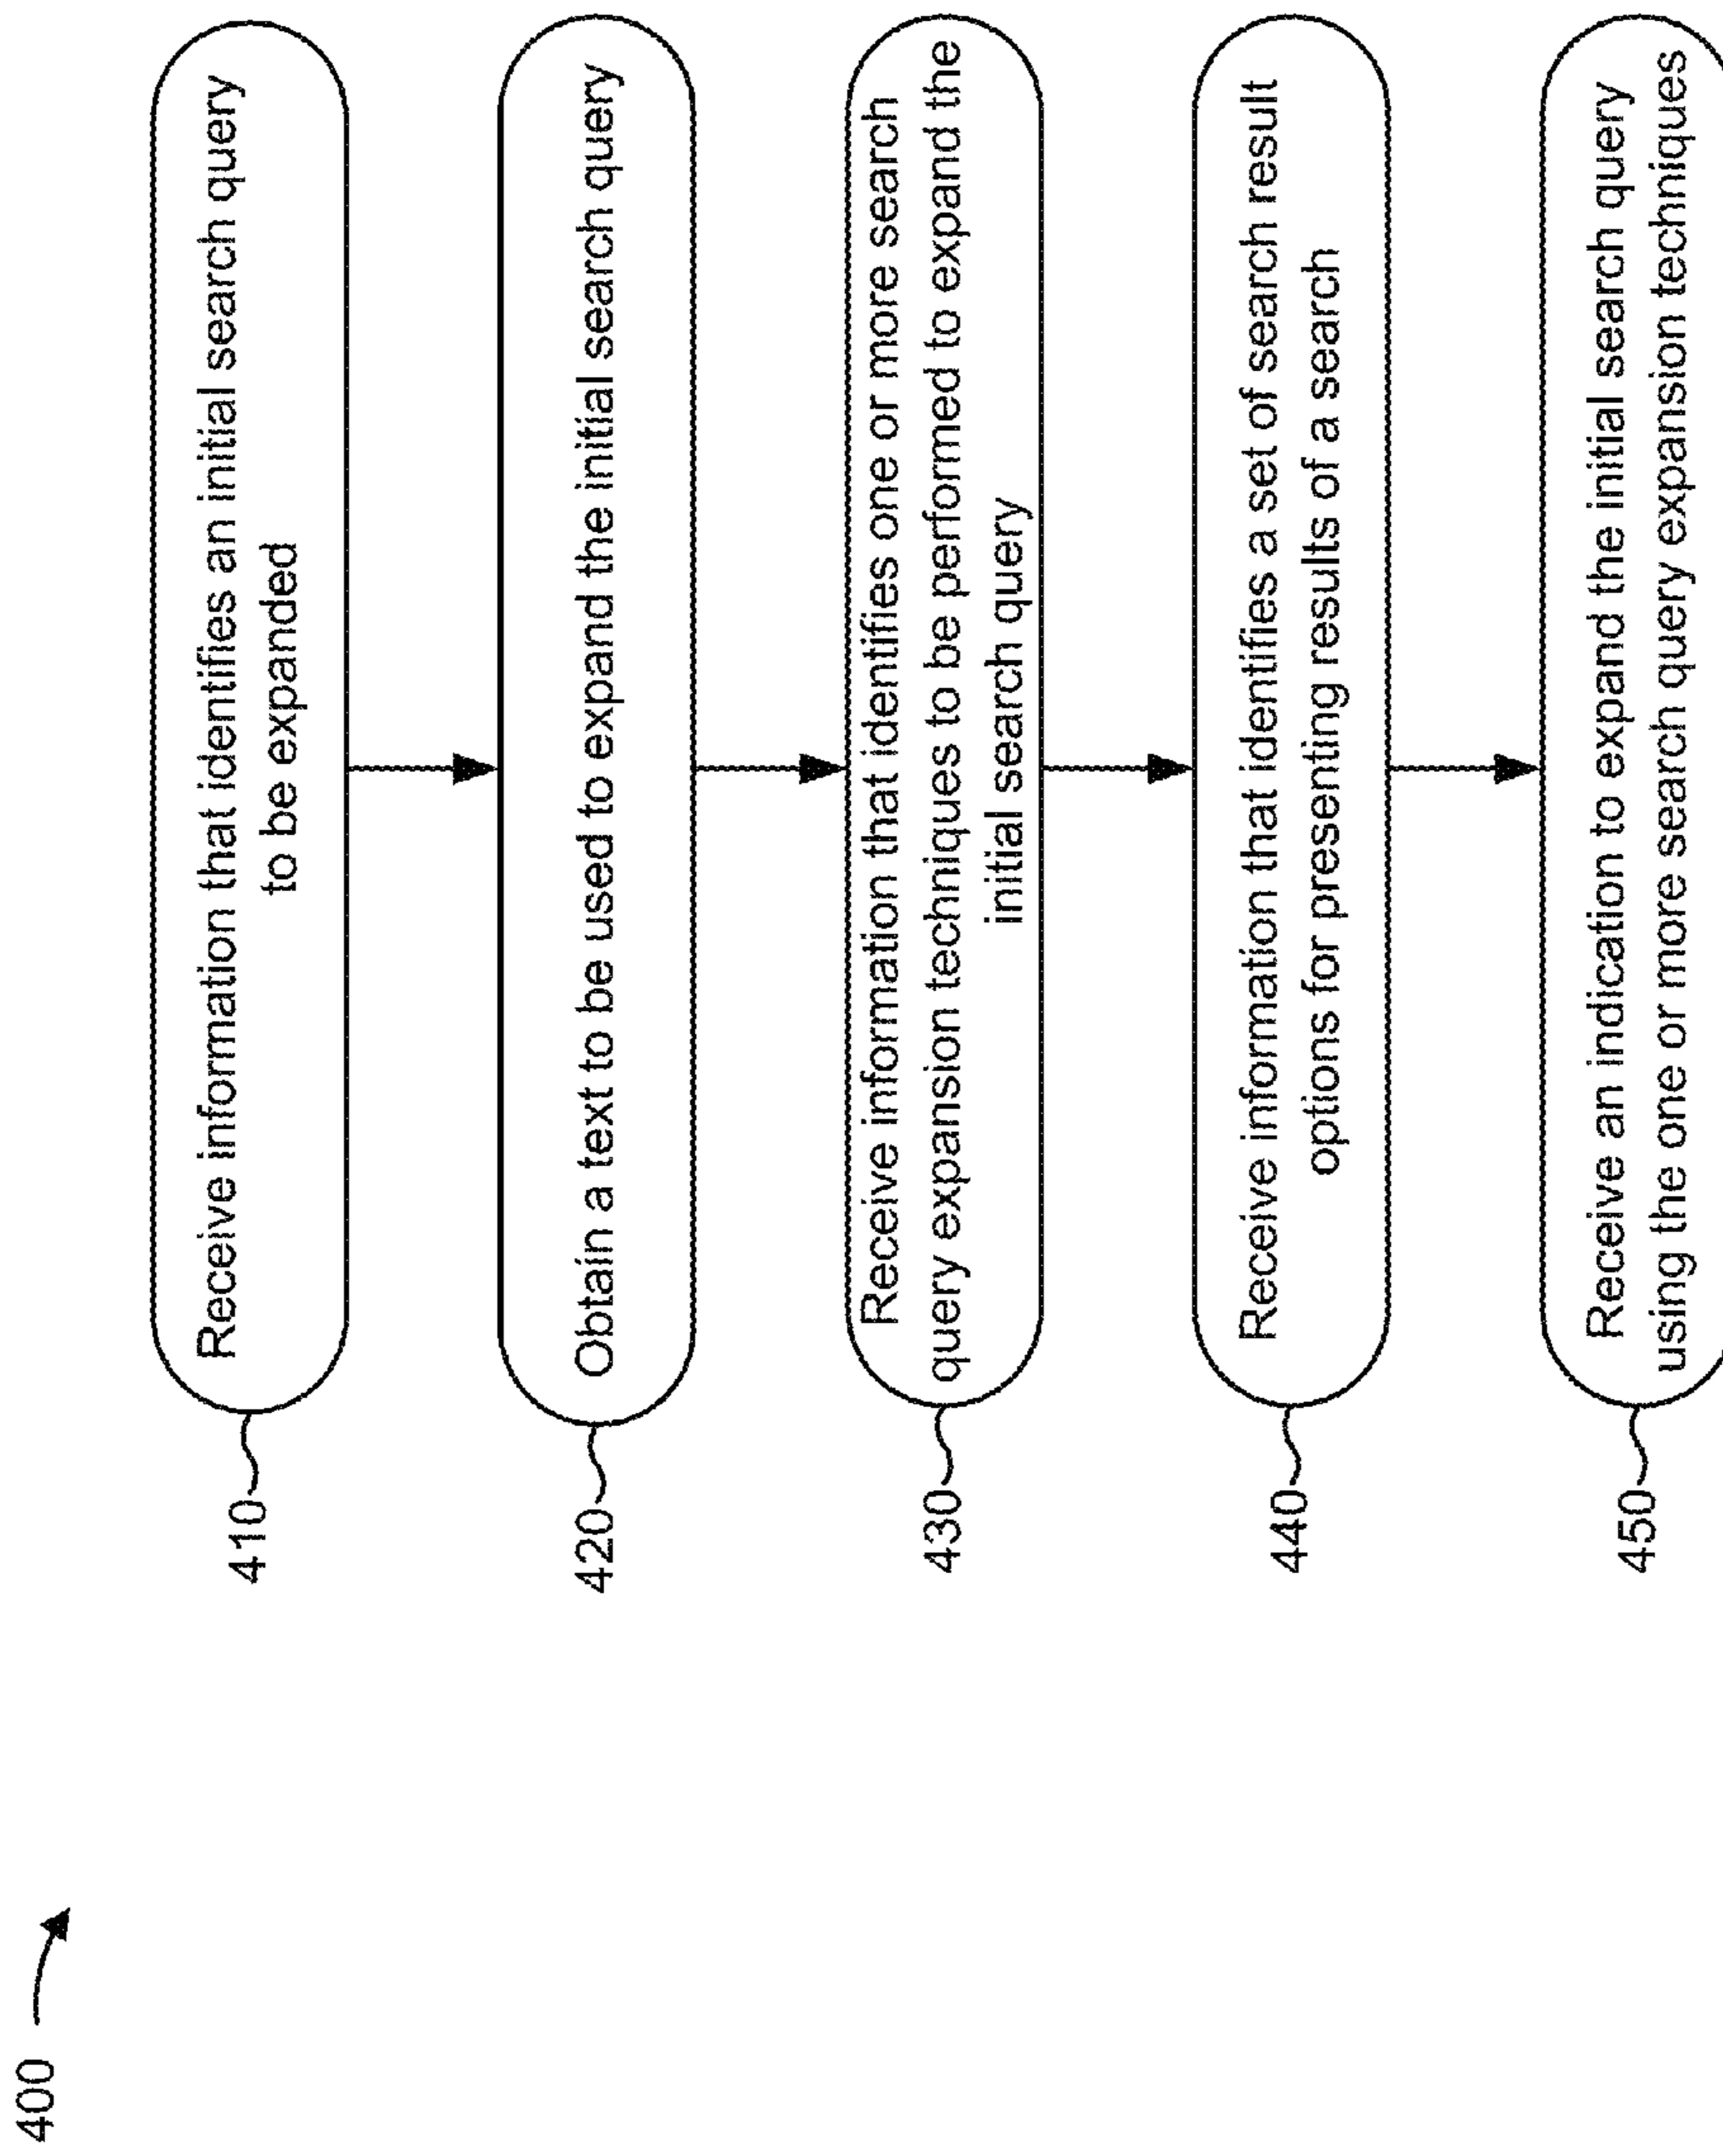 400
410
Receive information that identifies an initial search query
to be expanded
420
Obtain a text to be used to expand the initial search query
430
Receive information that identifies one or more search
query expansion techniques to be performed to expand the
initial search query
440
Receive information that identifies a set of search result
options for presenting results of a search
450
Receive an indication to expand the initial search query
using the one or more search query expansion techniques